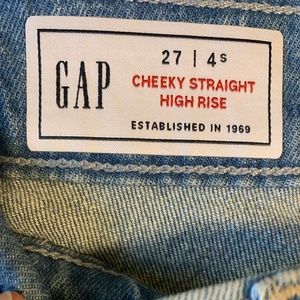 GAP
27 | 4s
CHEEKY STRAIGHT
HIGH RISE
ESTABLISHED IN 1969